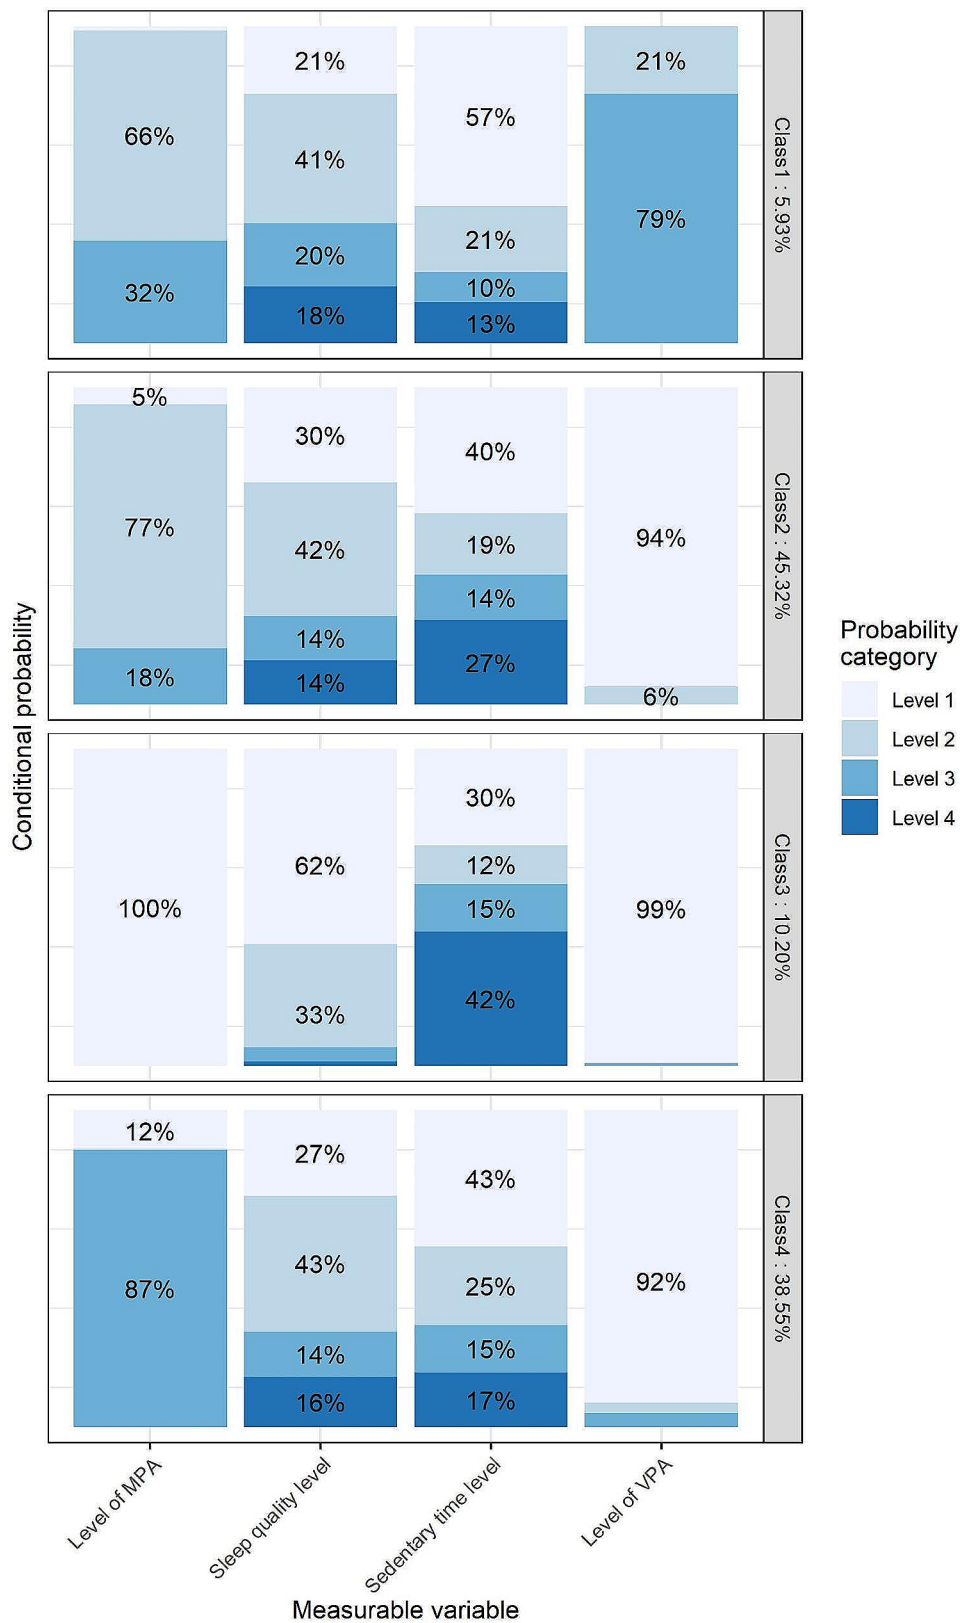 21%
21%
57%
66%
41%
79%
21%
20%
10%
32%
18%
13%
Class1 : 5.93%
5%
30%
40%
77%
42%
19%
94%
14%
14%
18%
14%
27%
6%
Class2 : 45.32%
30%
62%
12%
100%
15%
99%
33%
42%
Class3 : 10.20%
12%
27%
43%
43%
25%
92%
87%
14%
15%
16%
17%
Class4 : 38.55%
Conditional probability
Level of MPA
Sleep quality level
Sedentary time level
Level of VPA
Measurable variable
Probability
category
Level 1
Level 2
Level 3
Level 4